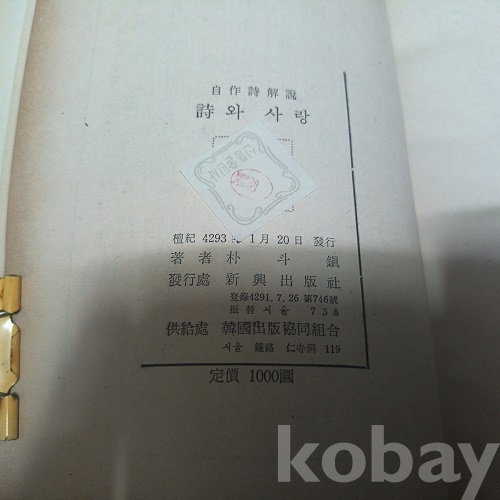 自作詩解說
詩와 사랑
檀紀 4293 年 1月 20日 發行
著者 朴斗鎭
發行處 新興出版社
登錄4291.7.26 第746號
振替서울 738
供給處 韓國出版協同組合
서울 鍾路 仁寺洞 119
定價 1000圜
kobay